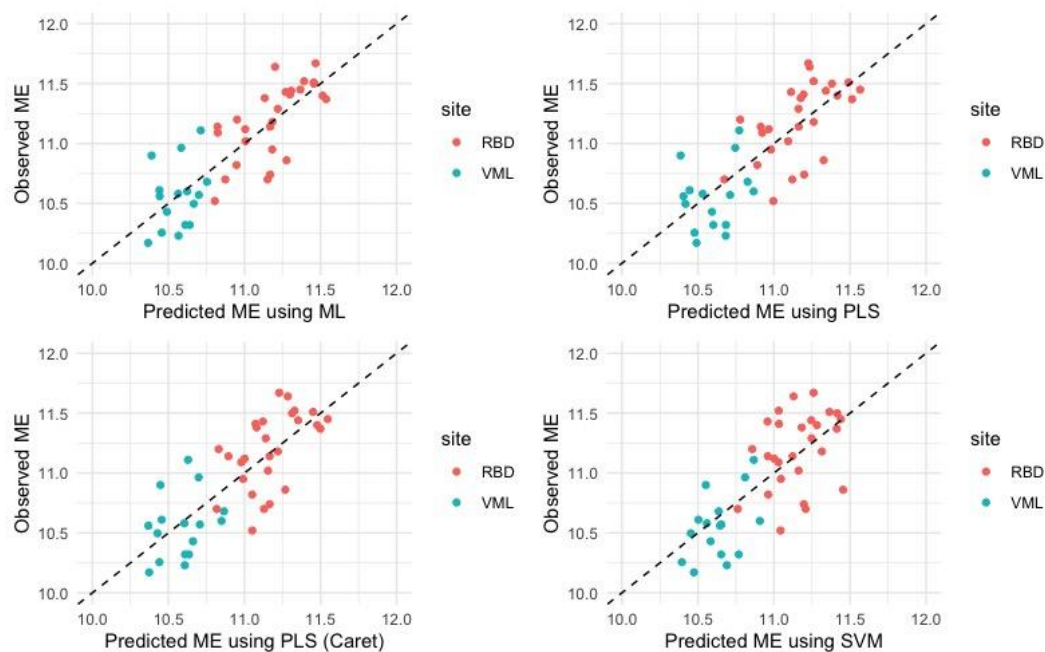 12.0
11.5
11.0
10.5
10.0
Observed ME
10.0 10.5 11.0 11.5 12.0
Predicted ME using ML
site
RBD
VML
12.0
11.5
11.0
10.5
10.0
Observed ME
10.0 10.5 11.0 11.5 12.0
Predicted ME using PLS
site
RBD
VML
12.0
11.5
11.0
10.5
10.0
Observed ME
10.0 10.5 11.0 11.5 12.0
Predicted ME using PLS (Caret)
site
RBD
VML
12.0
11.5
11.0
10.5
10.0
Observed ME
10.0 10.5 11.0 11.5 12.0
Predicted ME using SVM
site
RBD
VML